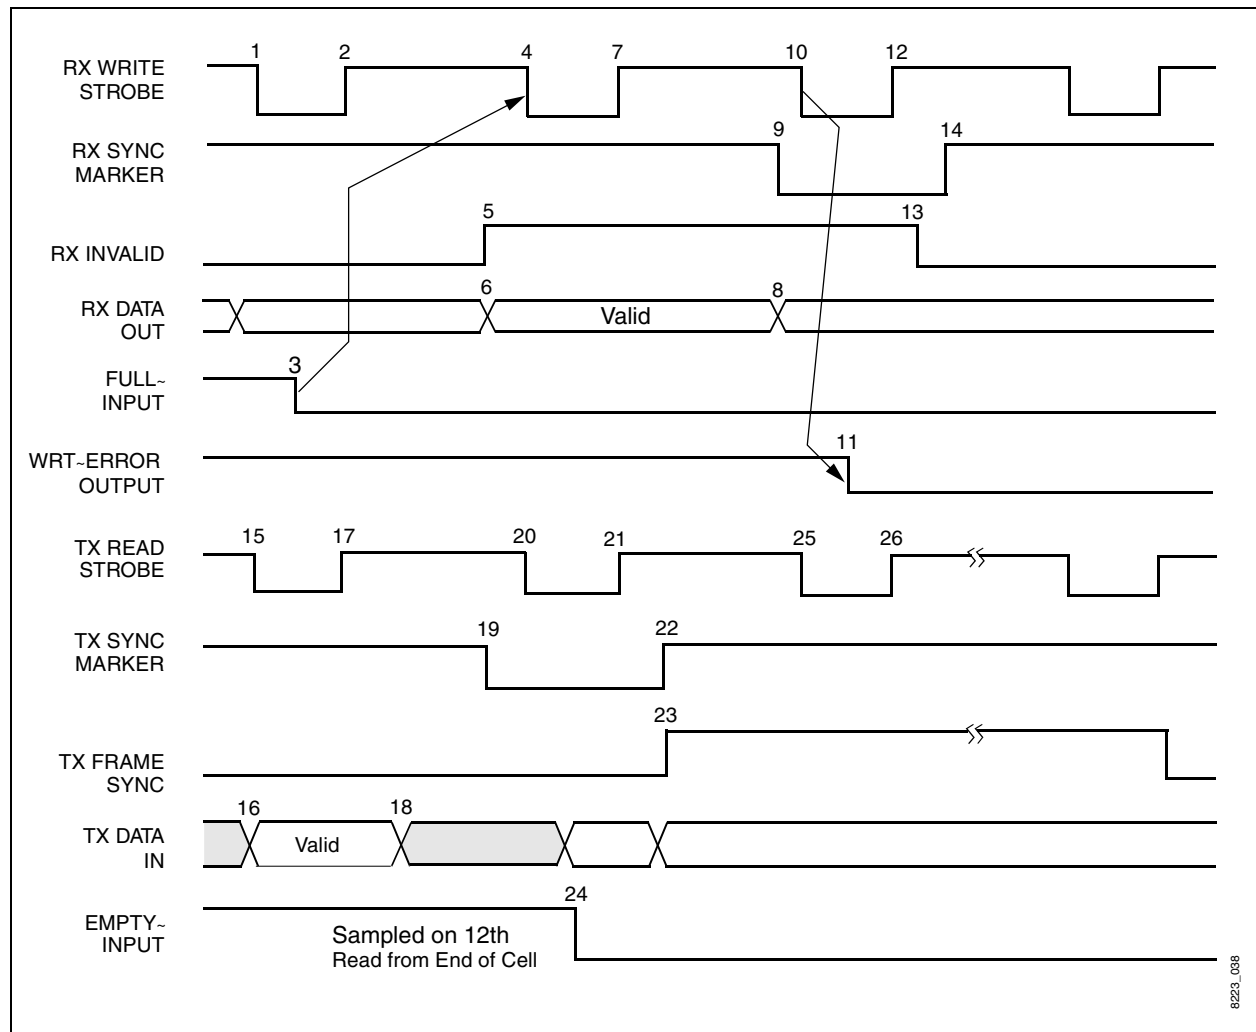 1 2 4 7 10 12
RX WRITE
STROBE
9 14
RX SYNC
MARKER
5 13
RX INVALID
6 8
RX DATA
OUT
Valid
3
FULL~
INPUT
11
WRT~ERROR
OUTPUT
15 17 20 21 25 26
TX READ
STROBE
19 22
TX SYNC
MARKER
23
TX FRAME
SYNC
16 18
TX DATA
IN
Valid
24
EMPTY~
INPUT
Sampled on 12th
Read from End of Cell
8223_038